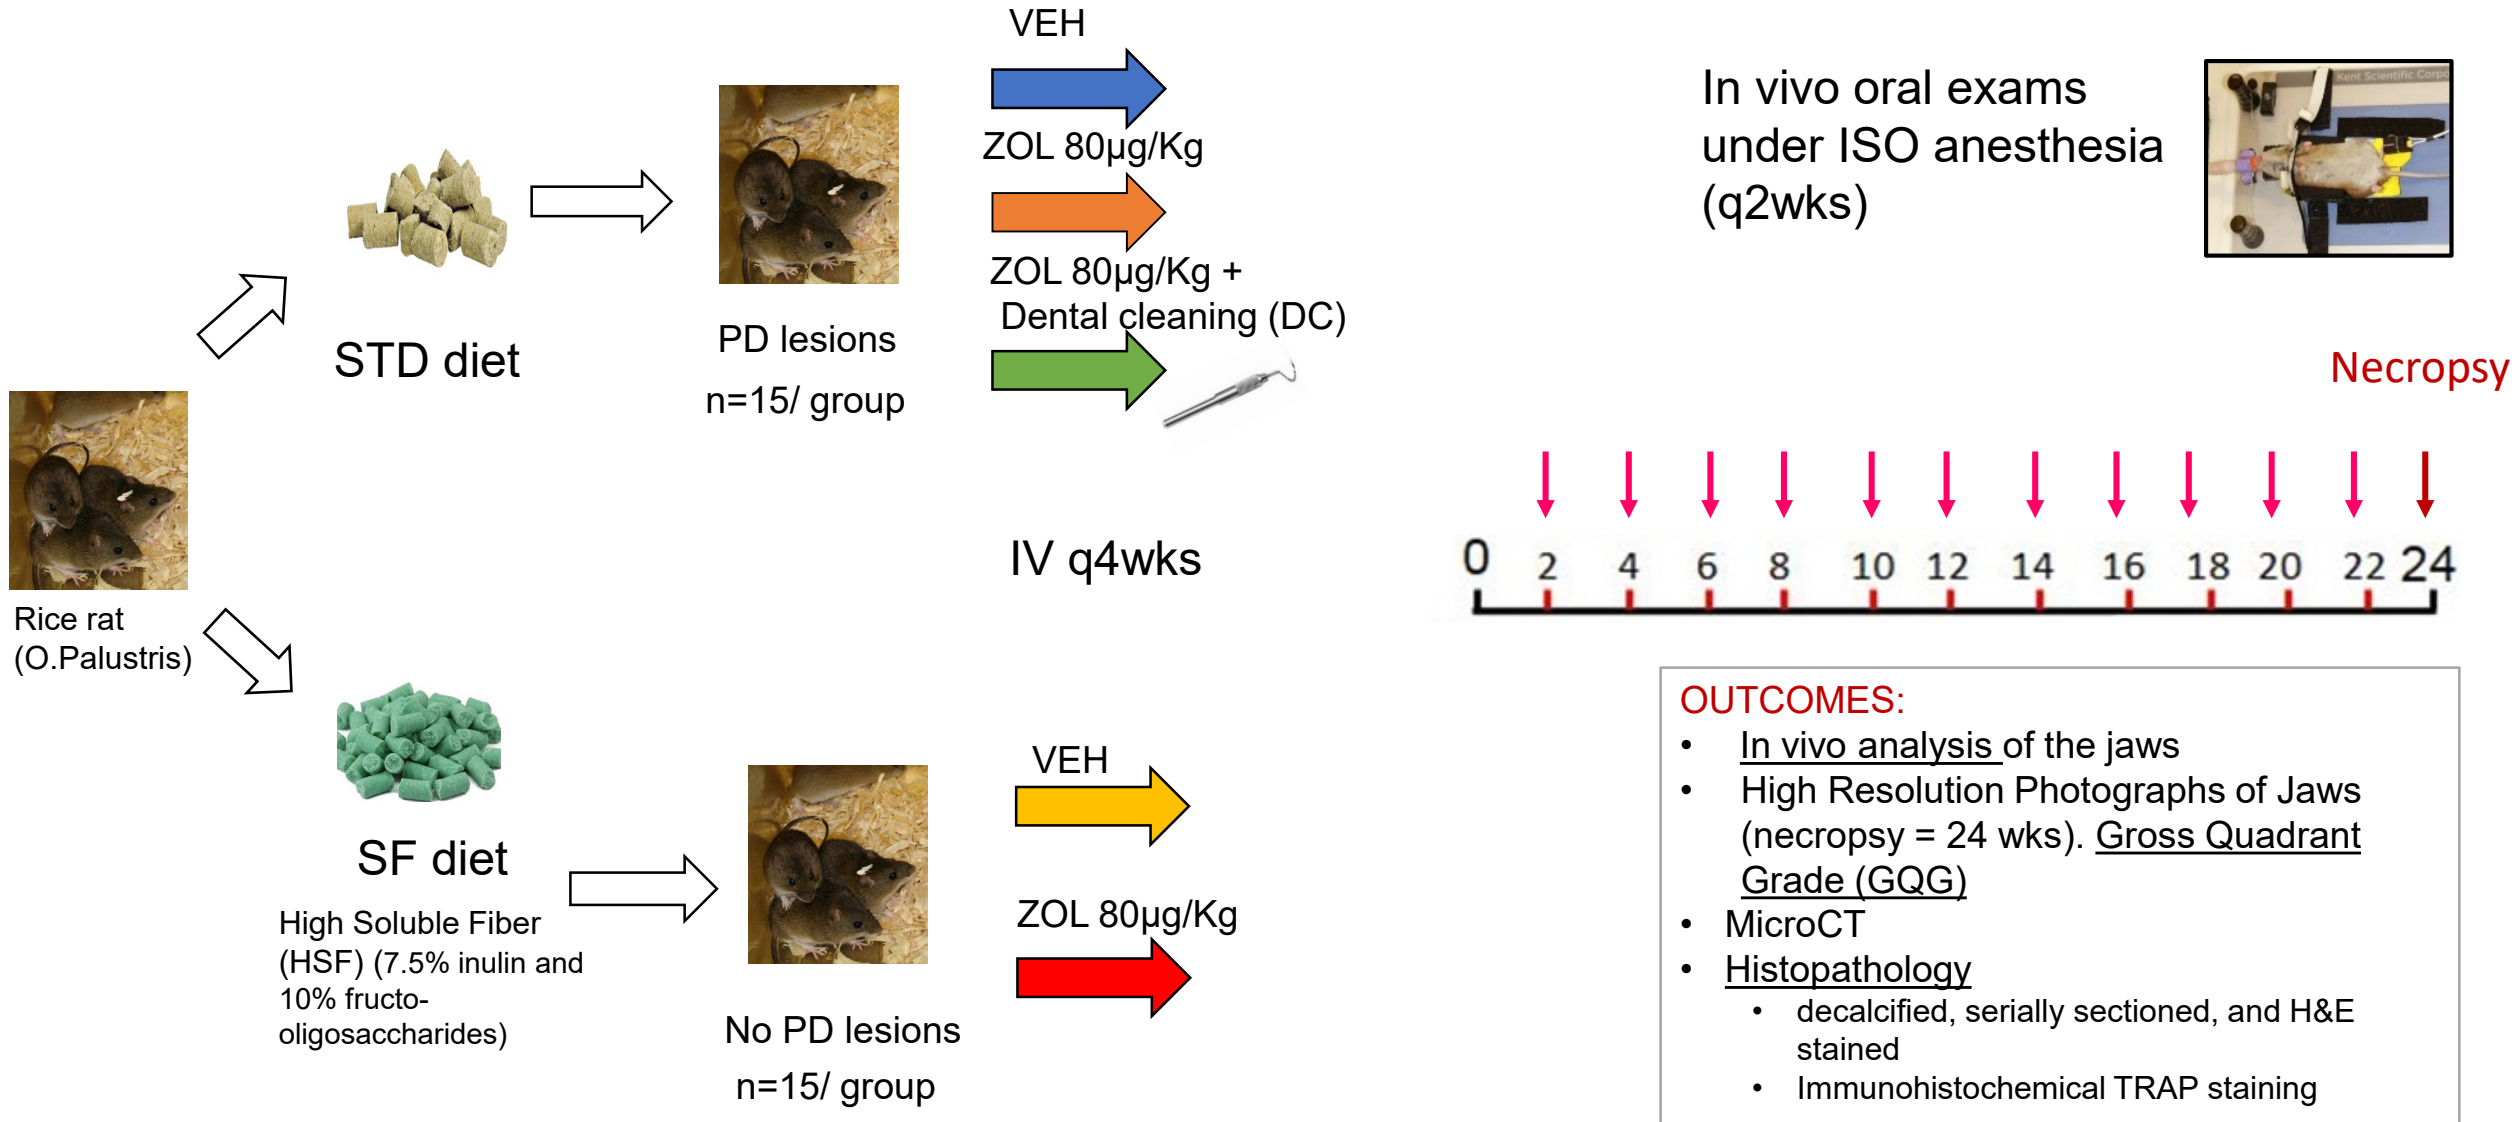 VEH
ZOL 80µg/Kg
ZOL 80µg/Kg +
Dental cleaning (DC)
STD diet
PD lesions
n=15/ group
Rice rat
(O.Palustris)
IV q4wks
SF diet
High Soluble Fiber
(HSF) (7.5% inulin and
10% fructo-
oligosaccharides)
No PD lesions
n=15/ group
VEH
ZOL 80µg/Kg
In vivo oral exams
under ISO anesthesia
(q2wks)
Kent Scientific Corpo
Necropsy
0 2 4 6 8 10 12 14 16 18 20 22 24
OUTCOMES:
• In vivo analysis of the jaws
• High Resolution Photographs of Jaws
(necropsy = 24 wks). Gross Quadrant
Grade (GQG)
• MicroCT
• Histopathology
• decalcified, serially sectioned, and H&E
stained
• Immunohistochemical TRAP staining